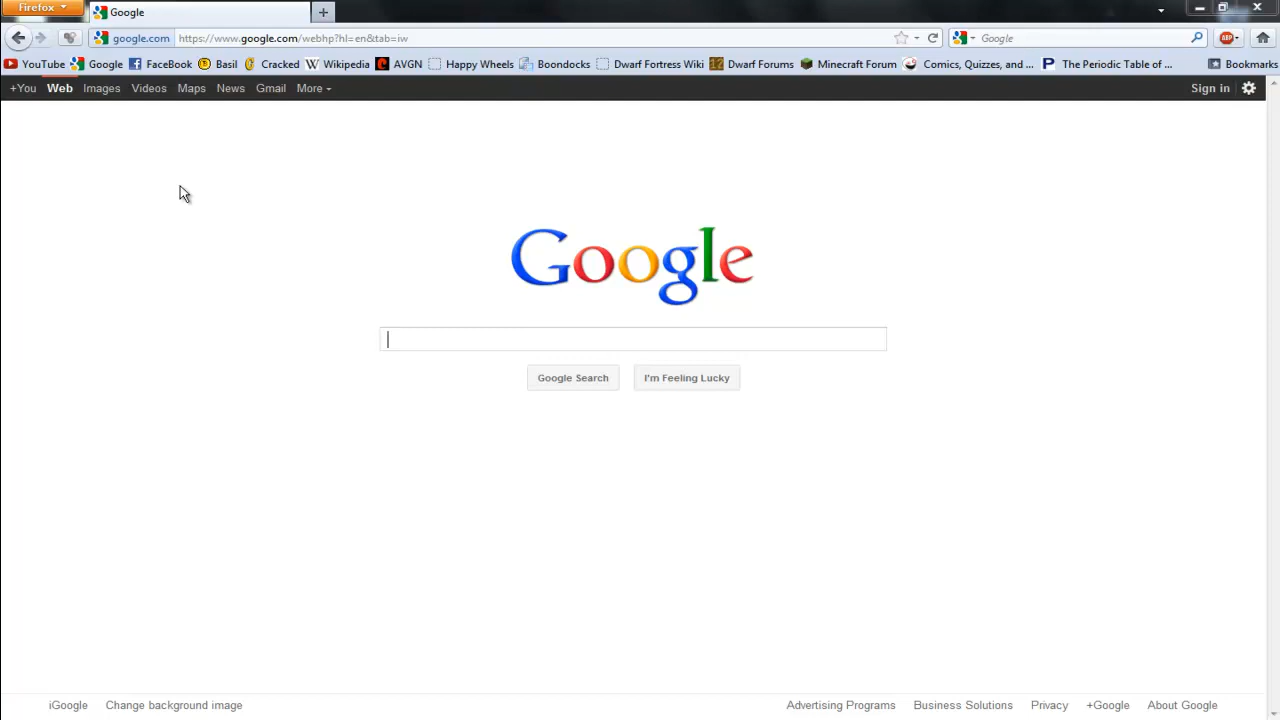 Firefox
Google
google.com https://www.google.com/webhp?hl=en&tab=iw
Google
ABP
YouTube Google FaceBook Basil Cracked Wikipedia AVGN Happy Wheels Boondocks Dwarf Fortress Wiki Dwarf Forums Minecraft Forum Comics, Quizzes, and... The Periodic Table of ... Bookmarks
+You Web Images Videos Maps News Gmail More Sign in
Google
Google Search I'm Feeling Lucky
iGoogle Change background image Advertising Programs Business Solutions Privacy +Google About Google